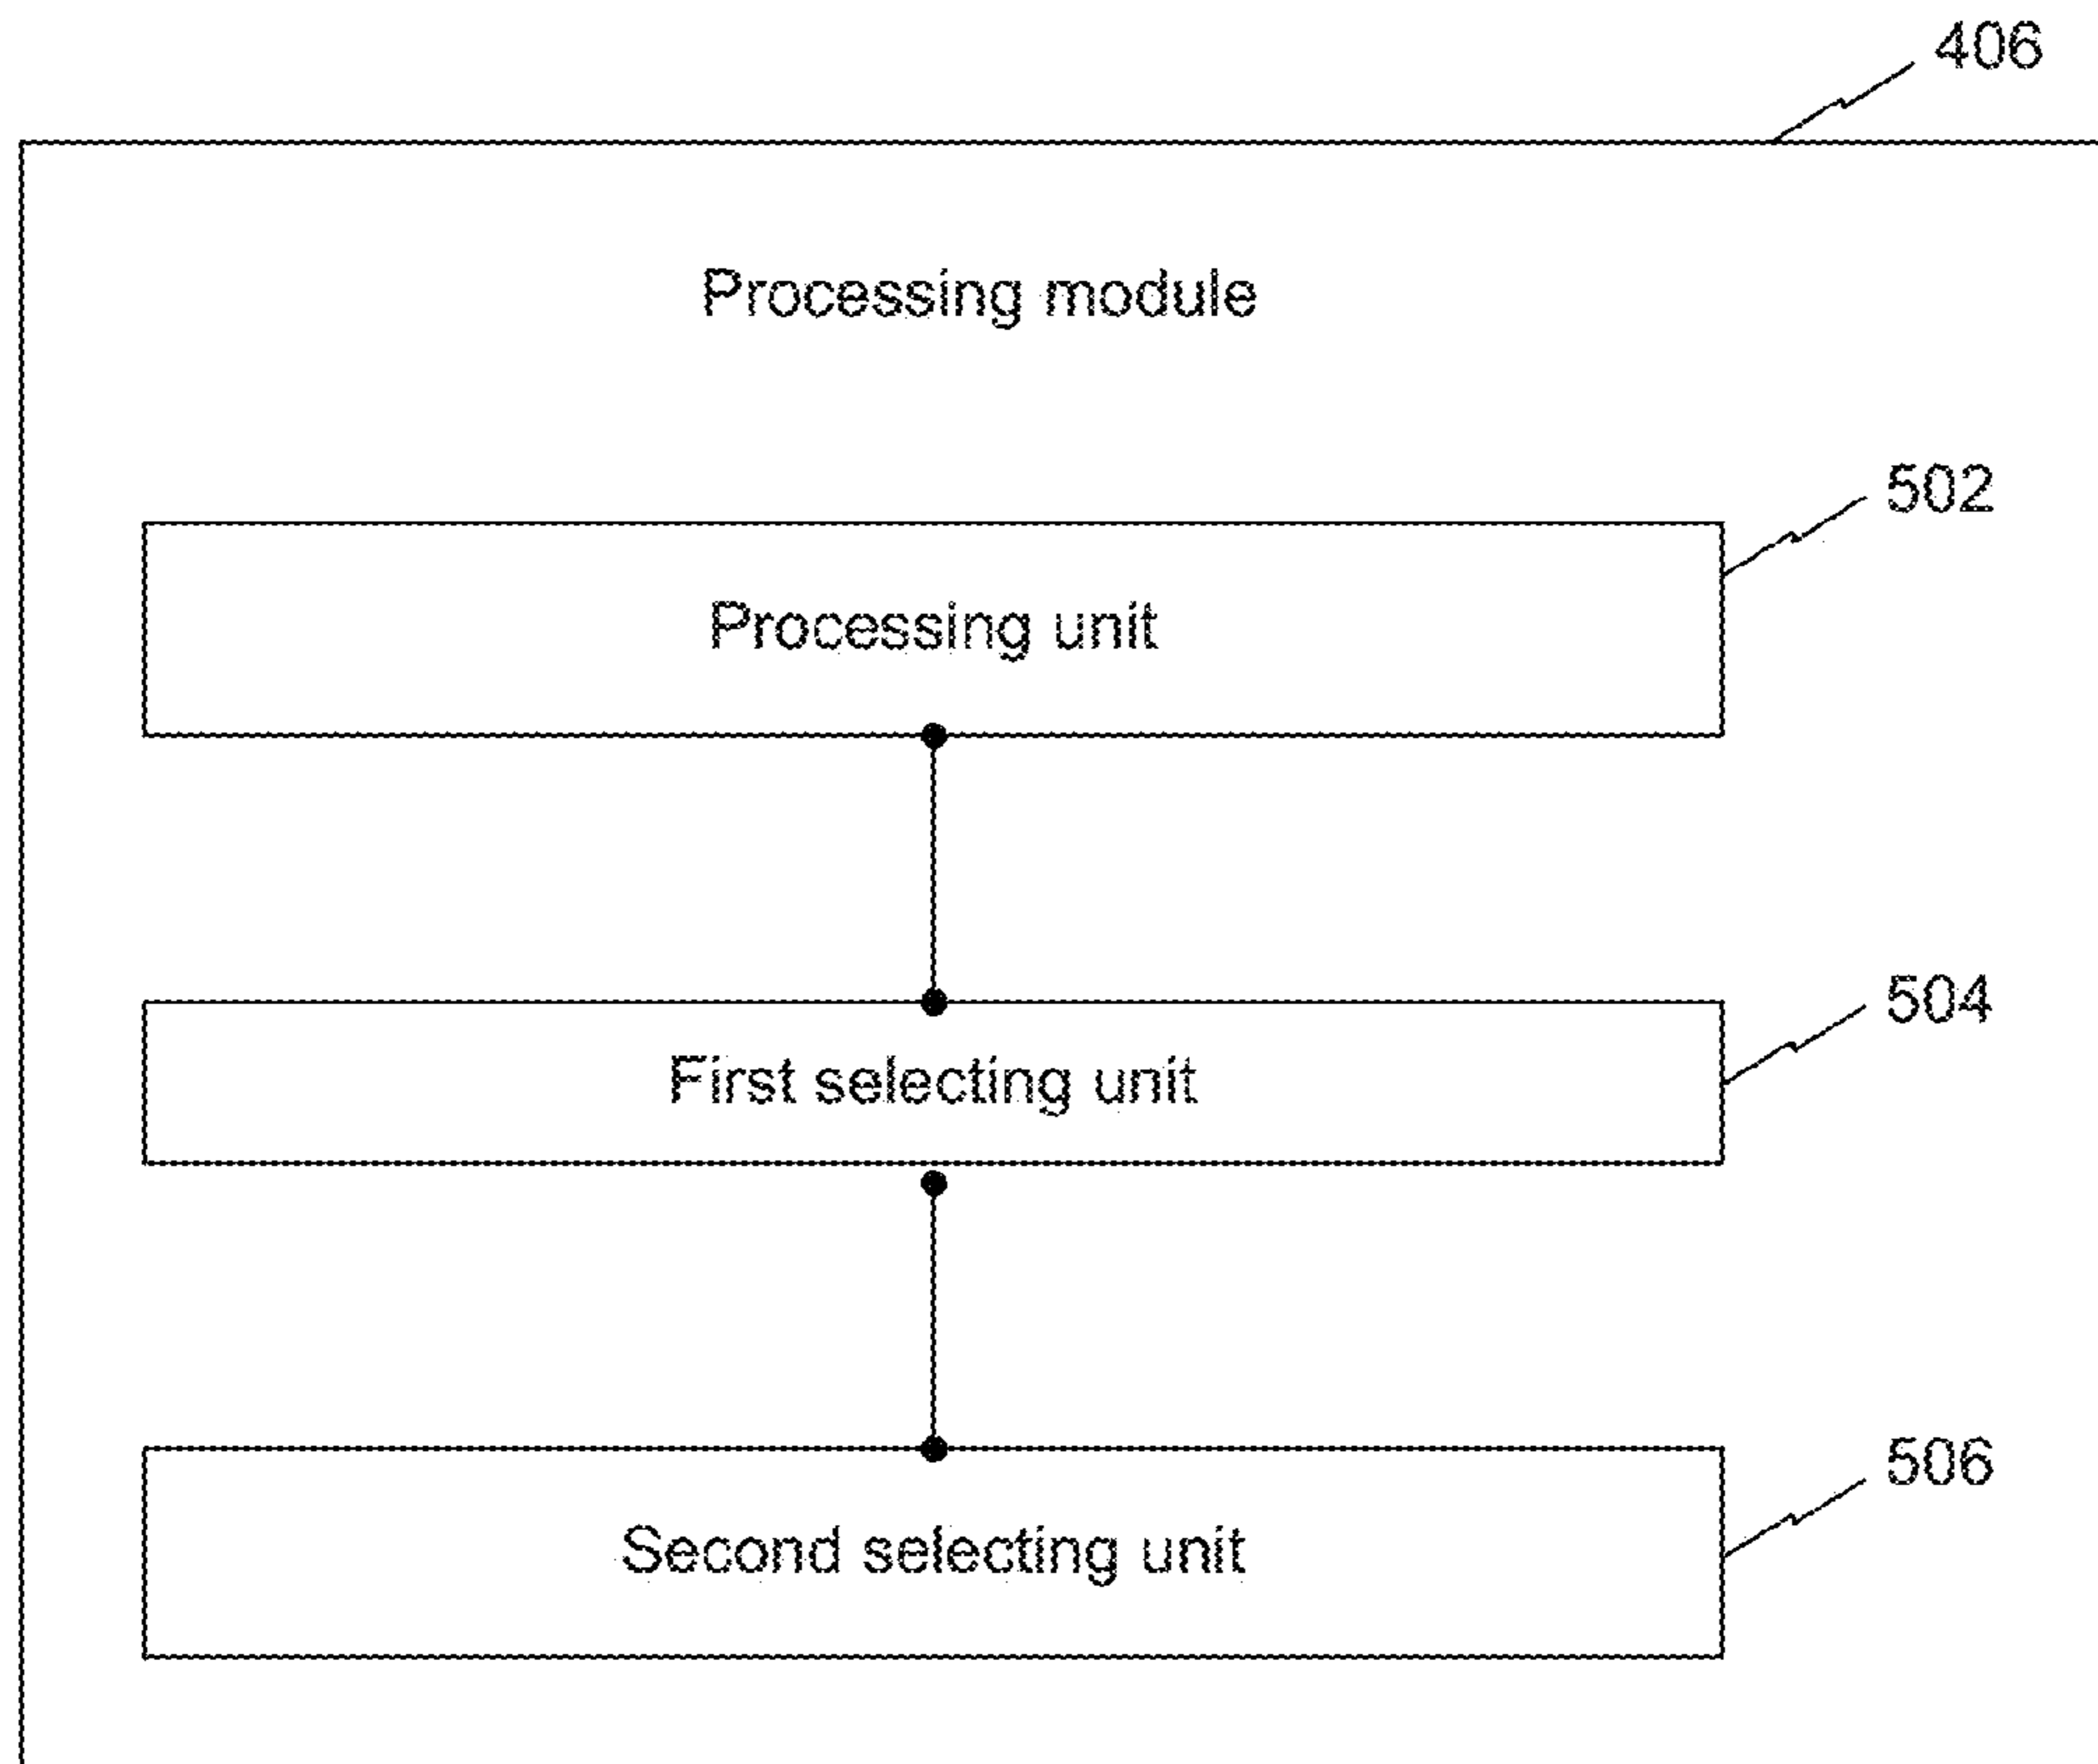 406
Processing module
502
Processing unit
504
First selecting unit
506
Second selecting unit